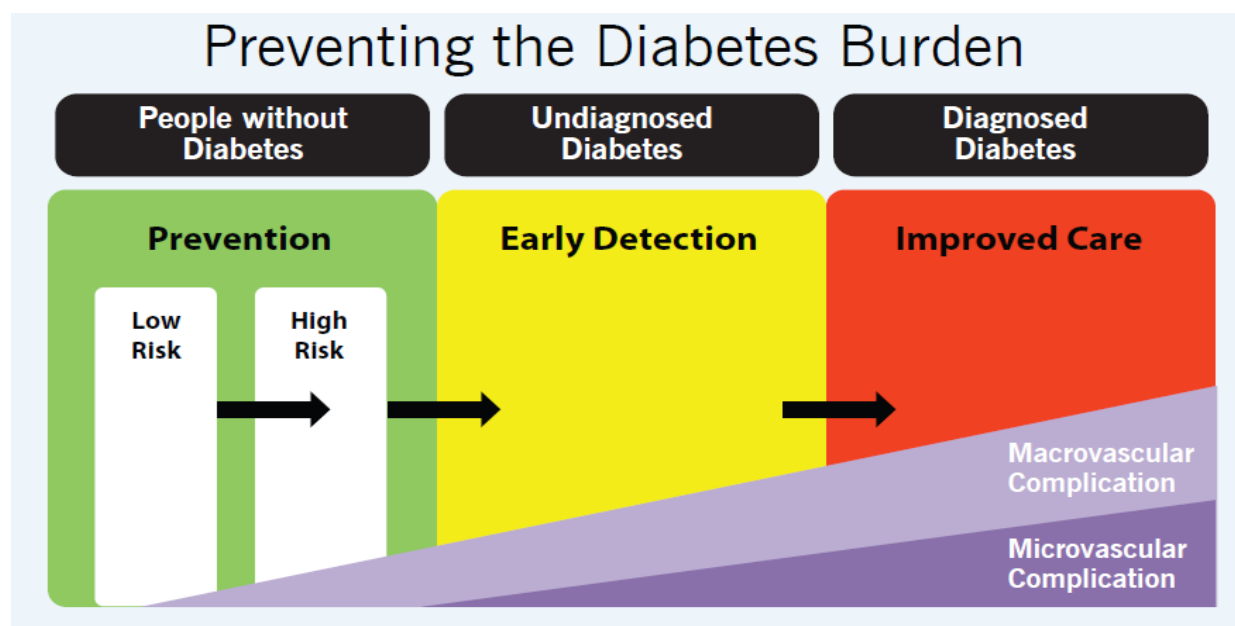 Preventing the Diabetes Burden
People without
Diabetes
Undiagnosed
Diabetes
Diagnosed
Diabetes
Prevention
Early Detection
Improved Care
Low
Risk
High
Risk
Macrovascular
Complication
Microvascular
Complication